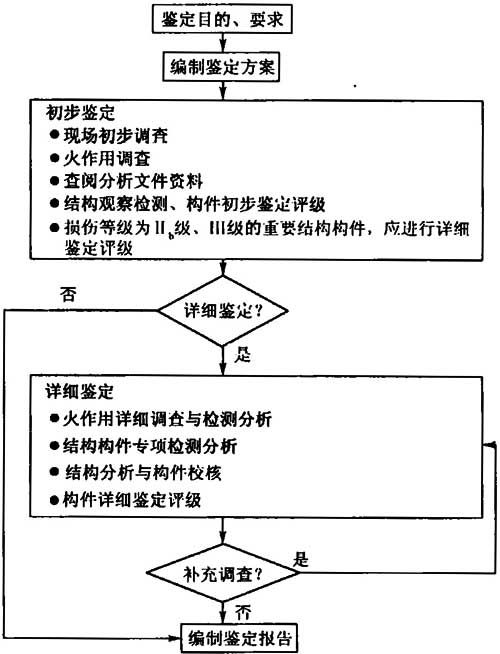 鉴定目的、要求
编制鉴定方案
初步鉴定
●现场初步调查
●火作用调查
●查阅分析文件资料
●结构观察检测、构件初步鉴定评级
●损伤等级为Ⅱb级、Ⅲ级的重要结构构件，应进行详细
鉴定评级
否
详细鉴定？
是
详细鉴定
●火作用详细调查与检测分析
●结构构件专项检测分析
●结构分析与构件校核
●构件详细鉴定评级
补充调查？
是
否
编制鉴定报告